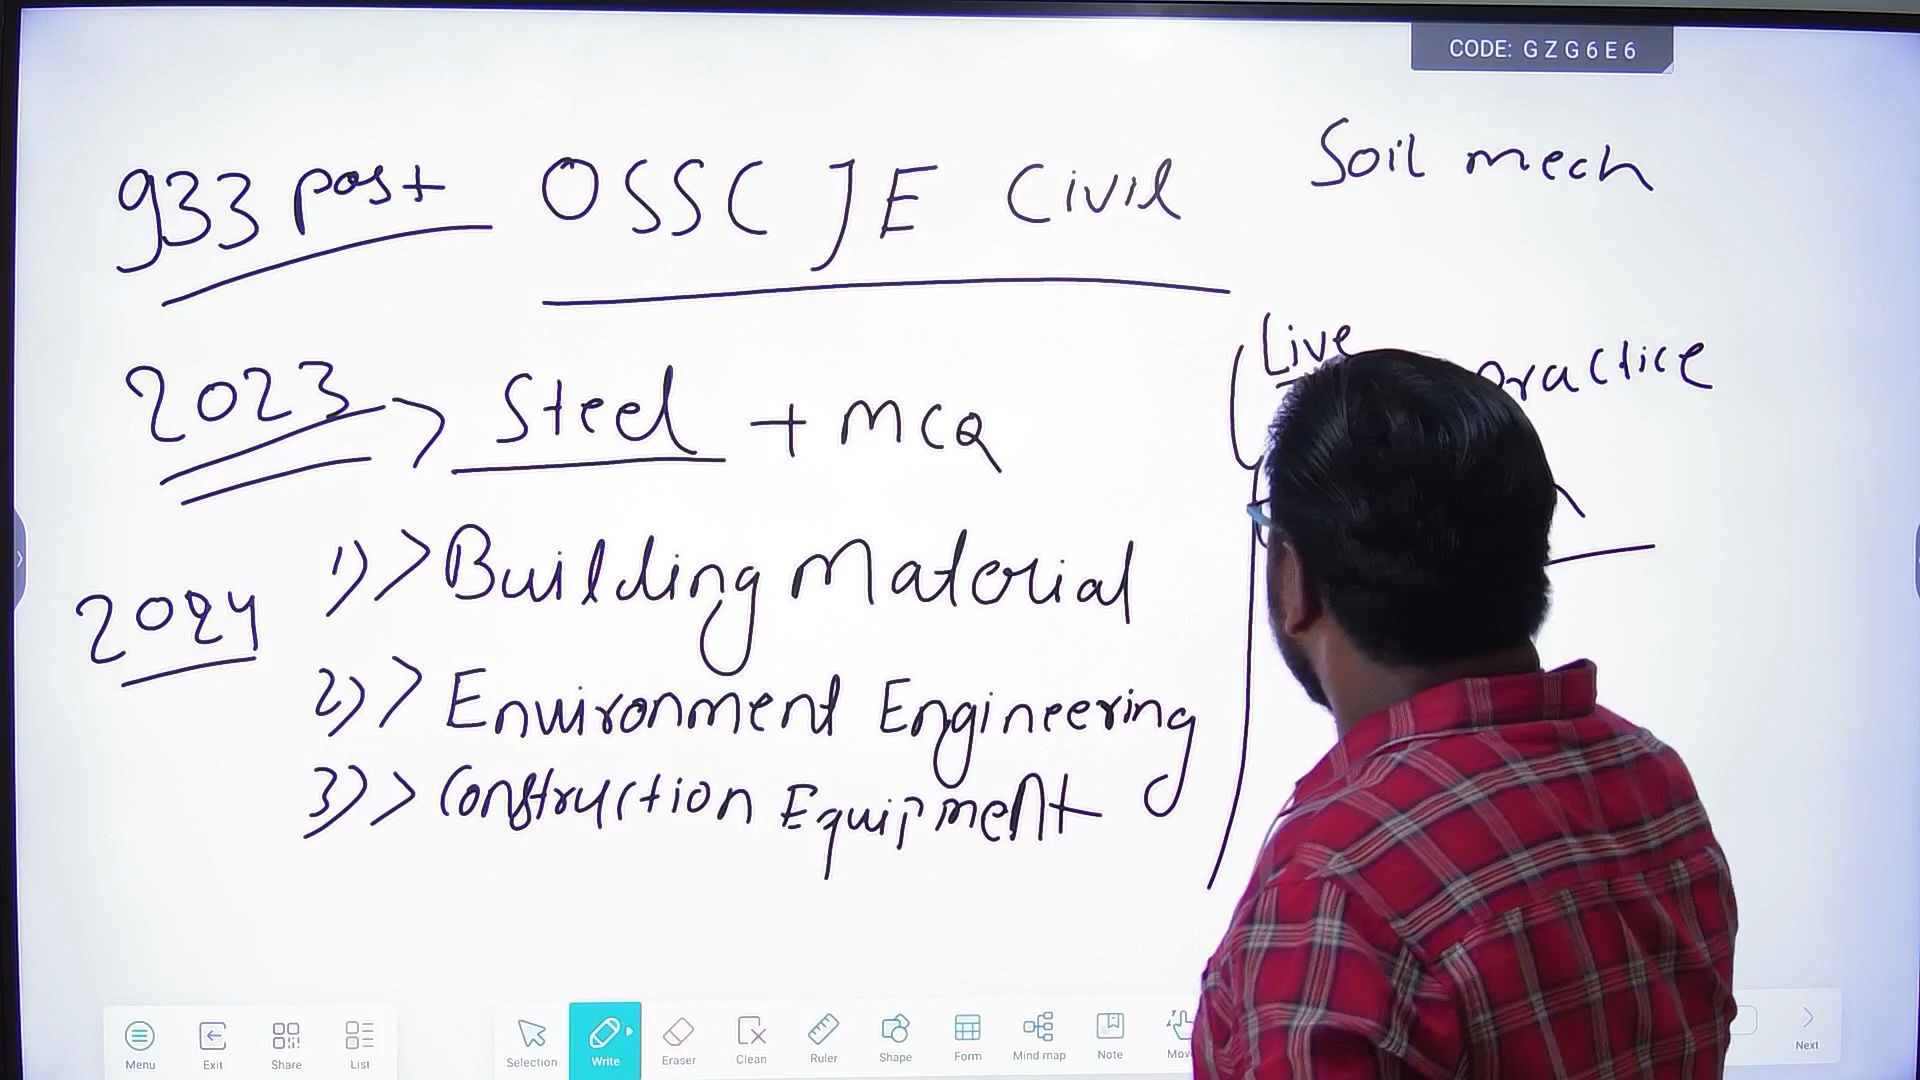 CODE: GZG6E6
Soil mech
933 post OSSC JE Civil
Live
practice
2023 > Steel + MCQ
2024
1)> Building Material
2)> Environment Engineering
3)> Construction Equipment
Menu Exit Share List Selection Write Eraser Clean Ruler Shape Form Mind map Note Next